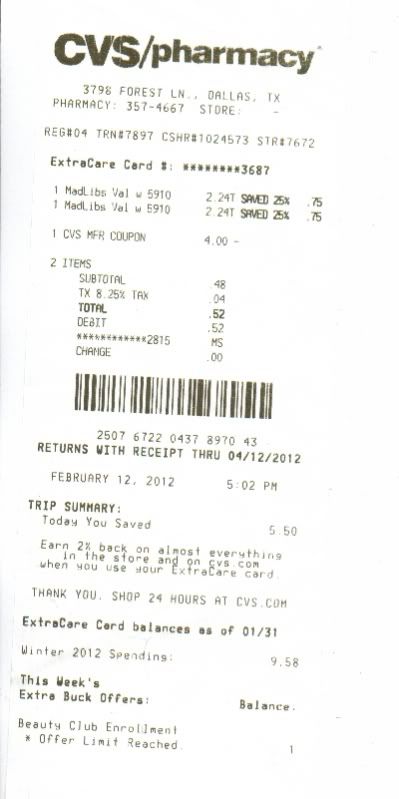 CVS/pharmacy
3798 FOREST LN., DALLAS, TX
PHARMACY: 357-4667 STORE: -
REG#04 TRN#7897 CSHR#1024573 STR#7672
ExtraCare Card #: ********3687
1 MadLibs Val w 5910 2.24T SAVED 25% .75
1 MadLibs Val w 5910 2.24T SAVED 25% .75
1 CVS MFR COUPON 4.00 -
2 ITEMS
SUBTOTAL .48
TX 8.25% TAX .04
TOTAL .52
DEBIT .52
************2815 MS
CHANGE .00
2507 6722 0437 8970 43
RETURNS WITH RECEIPT THRU 04/12/2012
FEBRUARY 12, 2012 5:02 PM
TRIP SUMMARY:
Today You Saved 5.50
Earn 2% back on almost everything
in the store and on cvs.com
when you use your ExtraCare card.
THANK YOU. SHOP 24 HOURS AT CVS.COM
ExtraCare Card balances as of 01/31
Winter 2012 Spending: 9.58
This Week's
Extra Buck Offers: Balance.
Beauty Club Enrollment
* Offer Limit Reached. 1